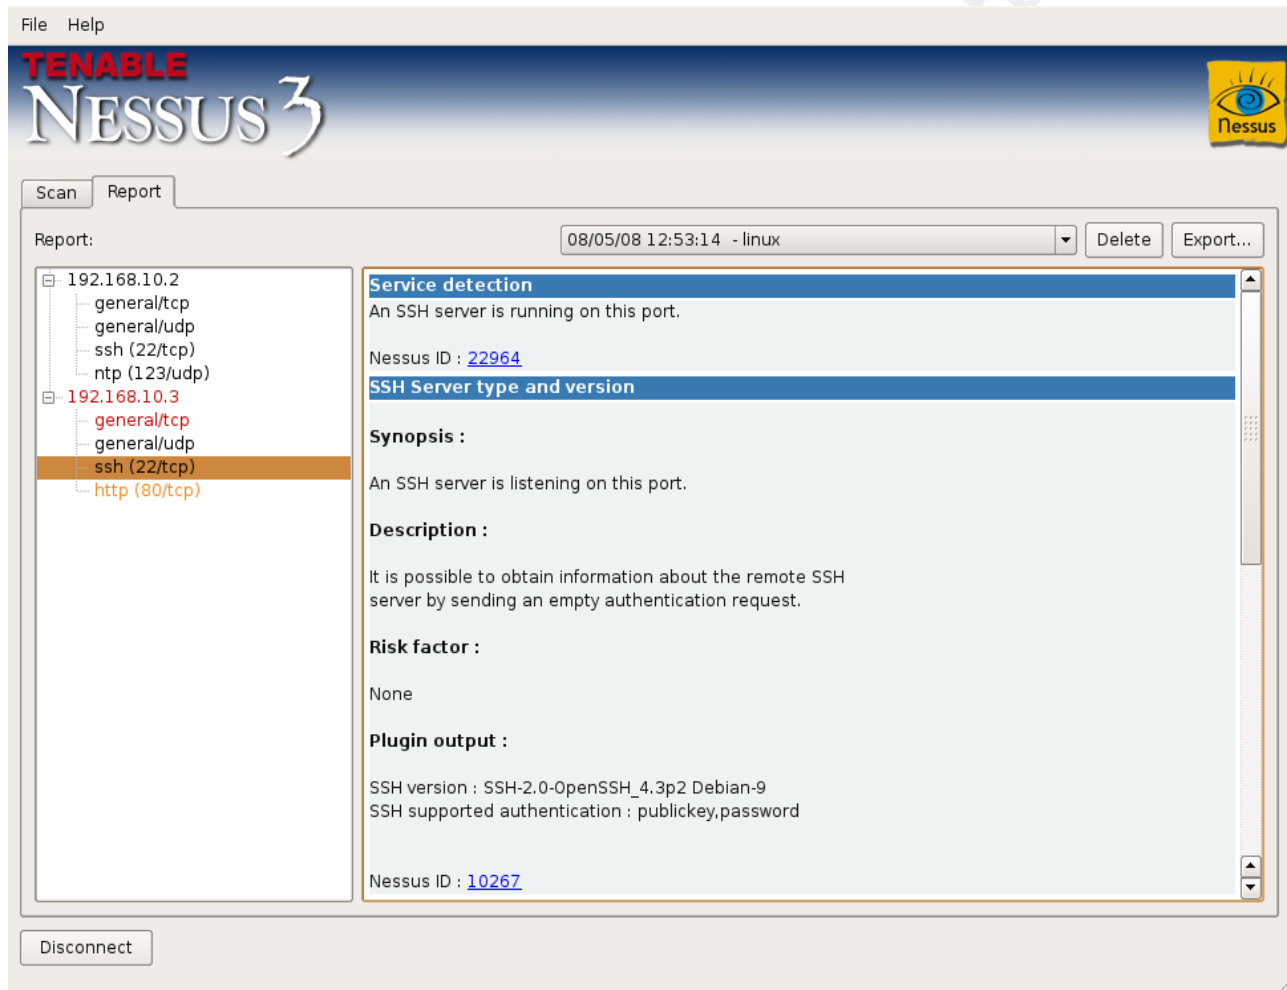 File Help
TENABLE
NESSUS 3
Nessus
Scan Report
Report: 08/05/08 12:53:14 - linux Delete Export...
192.168.10.2
general/tcp
general/udp
ssh (22/tcp)
ntp (123/udp)
192.168.10.3
general/tcp
general/udp
ssh (22/tcp)
http (80/tcp)
Service detection
An SSH server is running on this port.
Nessus ID : 22964
SSH Server type and version
Synopsis :
An SSH server is listening on this port.
Description :
It is possible to obtain information about the remote SSH
server by sending an empty authentication request.
Risk factor :
None
Plugin output :
SSH version : SSH-2.0-OpenSSH_4.3p2 Debian-9
SSH supported authentication : publickey,password
Nessus ID : 10267
Disconnect